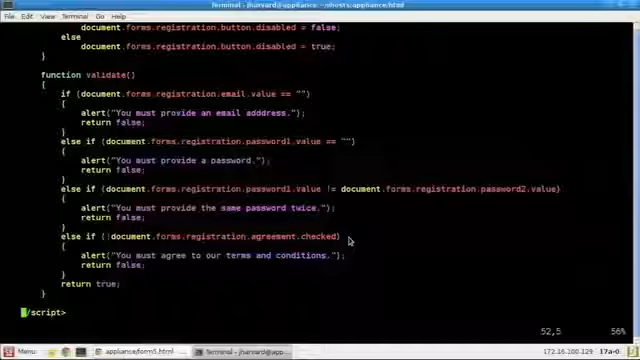 Terminal - jharvard@appliance: ~/vhosts/appliance/html
File Edit View Terminal Go Help
document.forms.registration.button.disabled = false;
else
document.forms.registration.button.disabled = true;
}
function validate()
{
if (document.forms.registration.email.value == "")
{
alert("You must provide an email adddress.");
return false;
}
else if (document.forms.registration.password1.value == "")
{
alert("You must provide a password.");
return false;
}
else if (document.forms.registration.password1.value != document.forms.registration.password2.value)
{
alert("You must provide the same password twice.");
return false;
}
else if (!document.forms.registration.agreement.checked)
{
alert("You must agree to our terms and conditions.");
return false;
}
return true;
}
/script>
52,5 56%
Menu appliance/form5.html Terminal - jharvard@app... 172.16.100.129 17